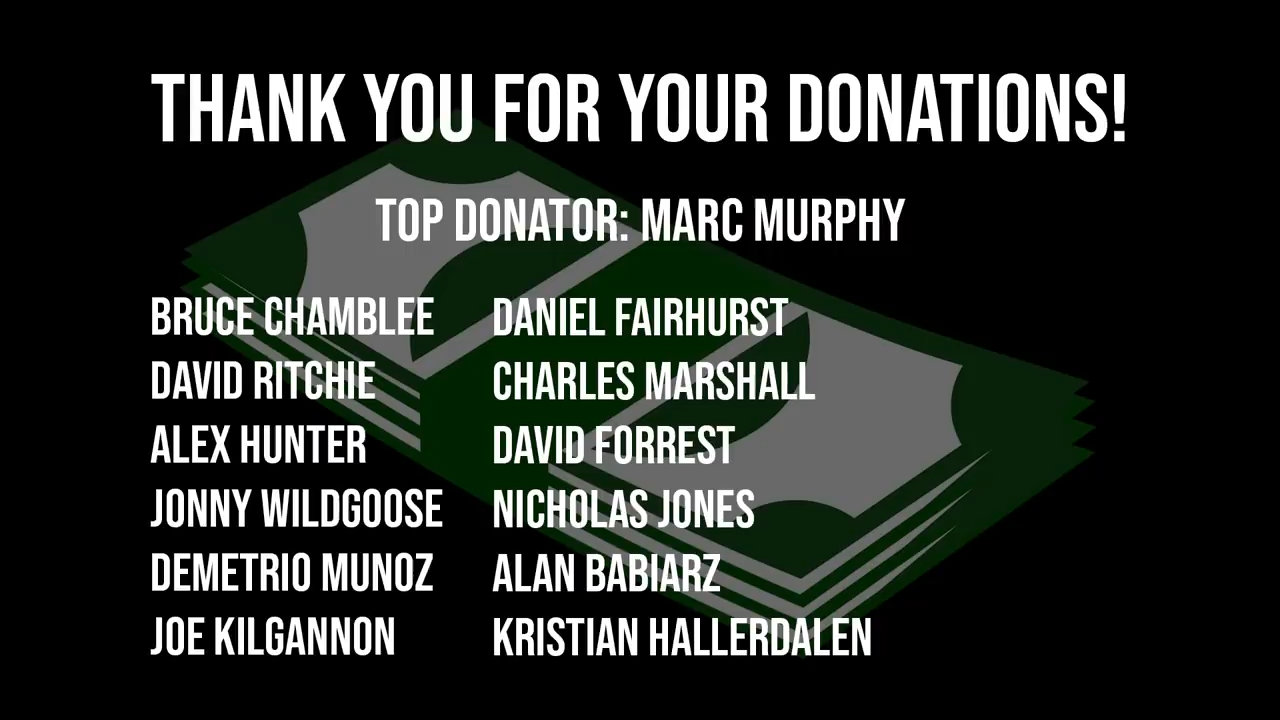 THANK YOU FOR YOUR DONATIONS!
TOP DONATOR: MARC MURPHY
BRUCE CHAMBLEE
DAVID RITCHIE
ALEX HUNTER
JONNY WILDGOOSE
DEMETRIO MUNOZ
JOE KILGANNON
DANIEL FAIRHURST
CHARLES MARSHALL
DAVID FORREST
NICHOLAS JONES
ALAN BABIARZ
KRISTIAN HALLERDALEN